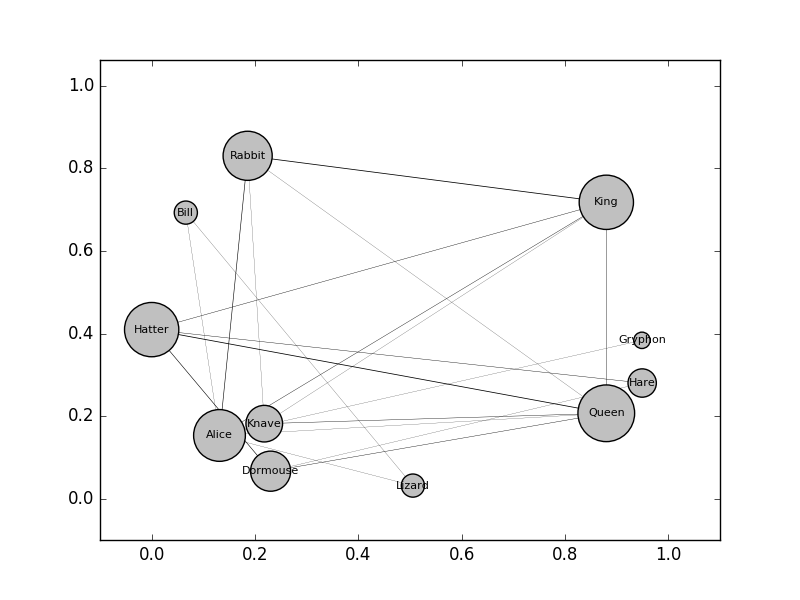 1.0
0.8
0.6
0.4
0.2
0.0
Rabbit
King
Bill
Hatter
Gryphon
Hare
Queen
Knave
Alice
Dormouse
Lizard
0.0 0.2 0.4 0.6 0.8 1.0